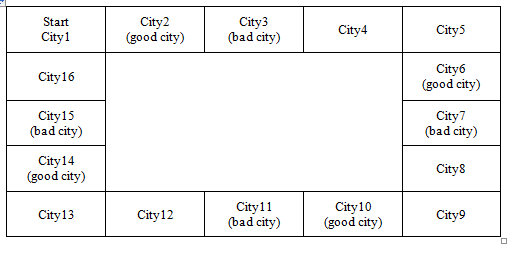 Start
City1
City2
(good city)
City3
(bad city)
City4
City5
City16
City6
(good city)
City15
(bad city)
City7
(bad city)
City14
(good city)
City8
City13
City12
City11
(bad city)
City10
(good city)
City9